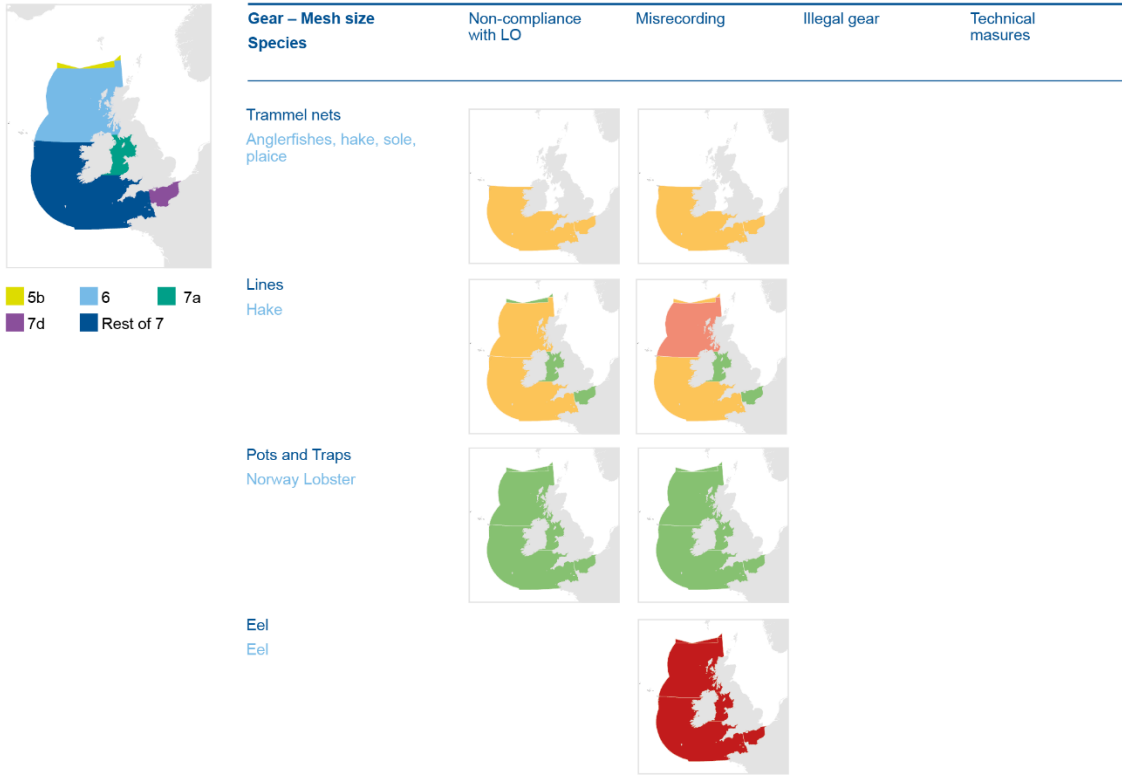 Gear – Mesh size
Species
Non-compliance
with LO
Misrecording
Illegal gear
Technical
masures
5b
6
7a
7d
Rest of 7
Trammel nets
Anglerfishes, hake, sole,
plaice
Lines
Hake
Pots and Traps
Norway Lobster
Eel
Eel